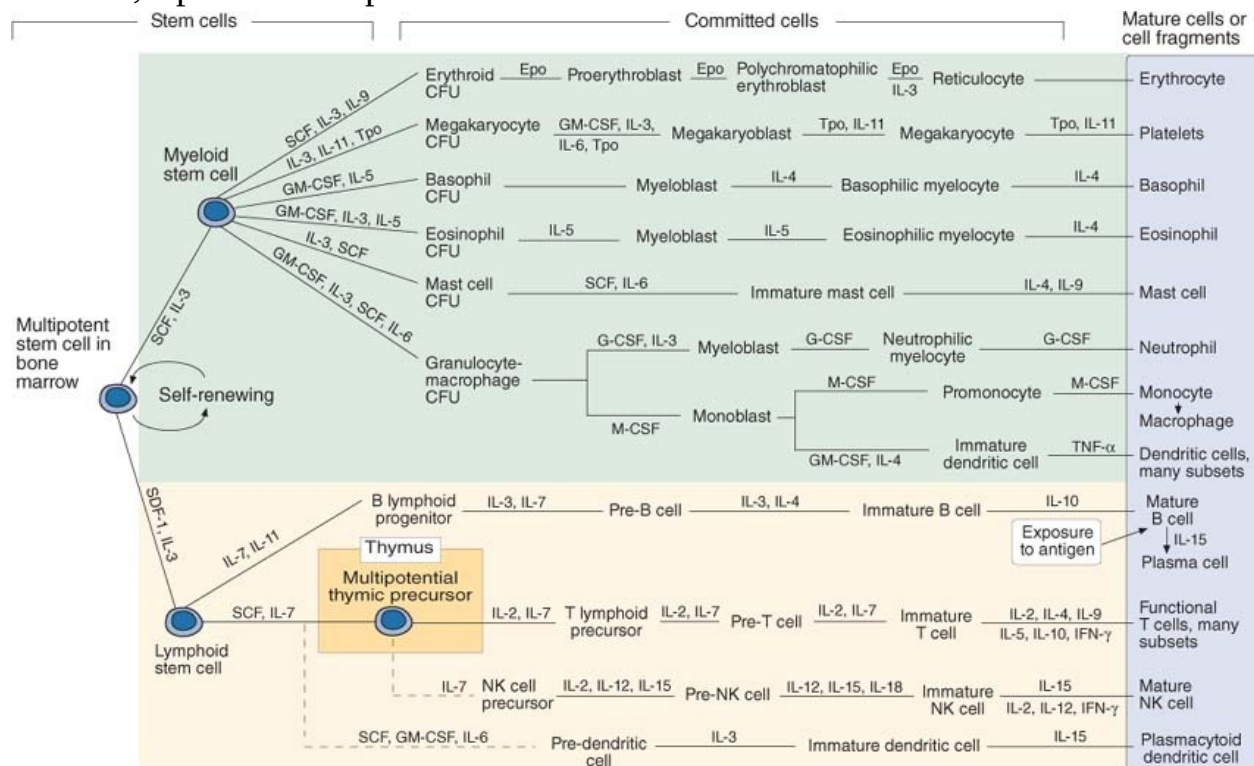 Stem cells
Committed cells
Mature cells or
cell fragments
SCF, IL-3, IL-9
Erythroid
CFU
Epo
Proerythroblast
Epo
Polychromatophilic
erythroblast
Epo
IL-3
Reticulocyte
Erythrocyte
IL-3, IL-11, Tpo
Megakaryocyte
CFU
GM-CSF, IL-3,
IL-6, Tpo
Megakaryoblast
Tpo, IL-11
Megakaryocyte
Tpo, IL-11
Platelets
Myeloid
stem cell
GM-CSF, IL-5
Basophil
CFU
Myeloblast
IL-4
Basophilic myelocyte
IL-4
Basophil
GM-CSF, IL-3, IL-5
Eosinophil
CFU
IL-5
Myeloblast
IL-5
Eosinophilic myelocyte
IL-4
Eosinophil
IL-3, SCF
Mast cell
CFU
SCF, IL-6
Immature mast cell
IL-4, IL-9
Mast cell
GM-CSF, IL-3, SCF, IL-6
SCF, IL-3
Multipotent
stem cell in
bone
marrow
Self-renewing
Granulocyte-
macrophage
CFU
G-CSF, IL-3
Myeloblast
G-CSF
Neutrophilic
myelocyte
G-CSF
Neutrophil
M-CSF
Monoblast
M-CSF
Promonocyte
M-CSF
Monocyte
Macrophage
GM-CSF, IL-4
Immature
dendritic cell
TNF-α
Dendritic cells,
many subsets
SDF-1, IL-3
IL-7, IL-11
B lymphoid
progenitor
IL-3, IL-7
Pre-B cell
IL-3, IL-4
Immature B cell
IL-10
Mature
B cell
Exposure
to antigen
IL-15
Plasma cell
Thymus
Multipotential
thymic precursor
SCF, IL-7
Lymphoid
stem cell
IL-2, IL-7
T lymphoid
precursor
IL-2, IL-7
Pre-T cell
IL-2, IL-7
Immature
T cell
IL-2, IL-4, IL-9
IL-5, IL-10, IFN-γ
Functional
T cells, many
subsets
IL-7
NK cell
precursor
IL-2, IL-12, IL-15
Pre-NK cell
IL-12, IL-15, IL-18
Immature
NK cell
IL-15
IL-2, IL-12, IFN-γ
Mature
NK cell
SCF, GM-CSF, IL-6
Pre-dendritic
cell
IL-3
Immature dendritic cell
IL-15
Plasmacytoid
dendritic cell